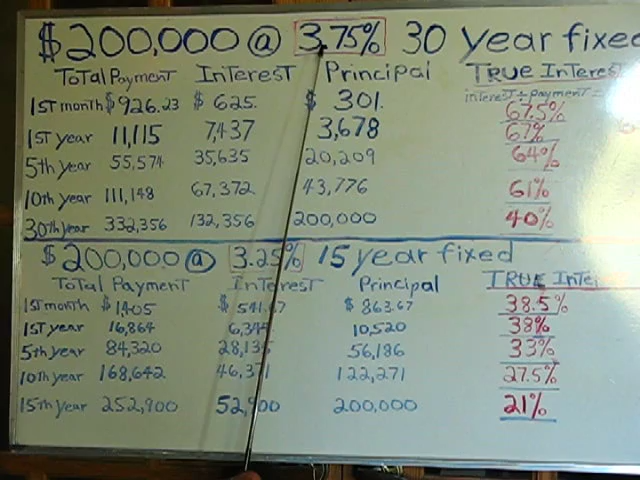 $200,000 @ 3.75% 30 year fixed
Total Payment Interest Principal TRUE Interest
interest ÷ payment =
1st month $926.23 $625. $301. 67.5%
1st year 11,115 7,437 3,678 67%
5th year 55,574 35,635 20,209 64%
10th year 111,148 67,372 43,776 61%
30th year 332,356 132,356 200,000 40%
$200,000 @ 3.25% 15 year fixed
Total Payment Interest Principal TRUE Inte
1st month $1,405 $541.67 $863.67 38.5%
1st year 16,864 6,345 10,520 38%
5th year 84,320 28,135 56,186 33%
10th year 168,642 46,371 122,271 27.5%
15th year 252,900 52,900 200,000 21%